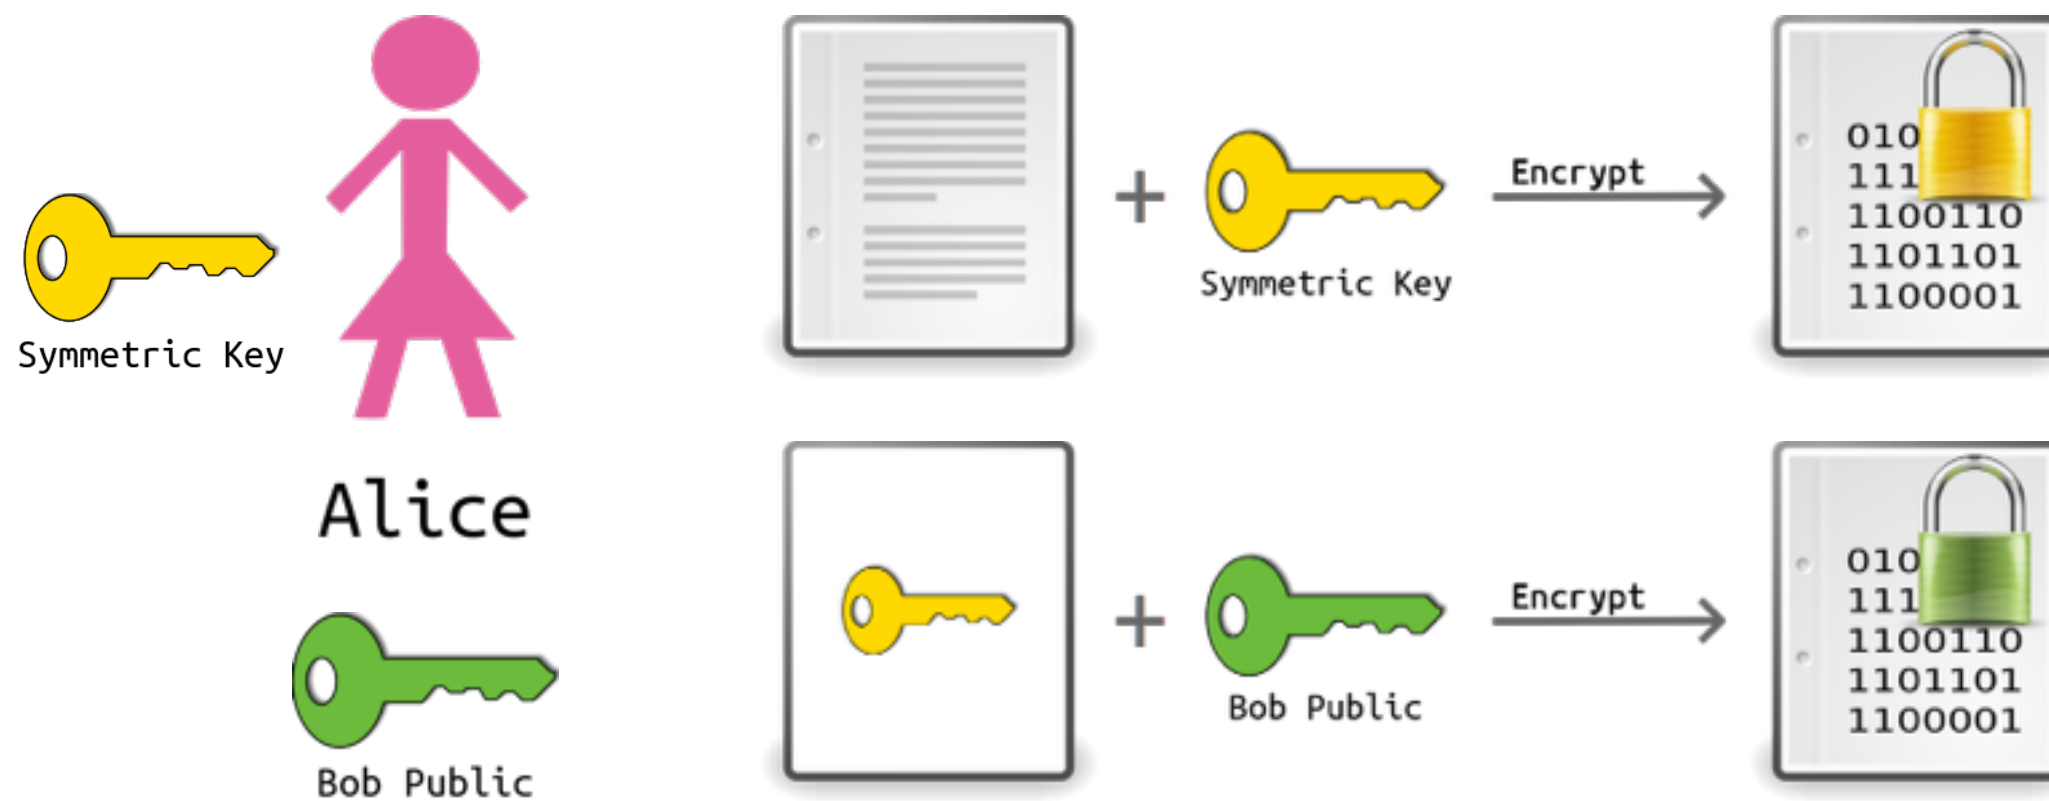 Symmetric Key
Alice
Bob Public
Symmetric Key
Encrypt
010
111
1100110
1101101
1100001
Bob Public
Encrypt
010
111
1100110
1101101
1100001